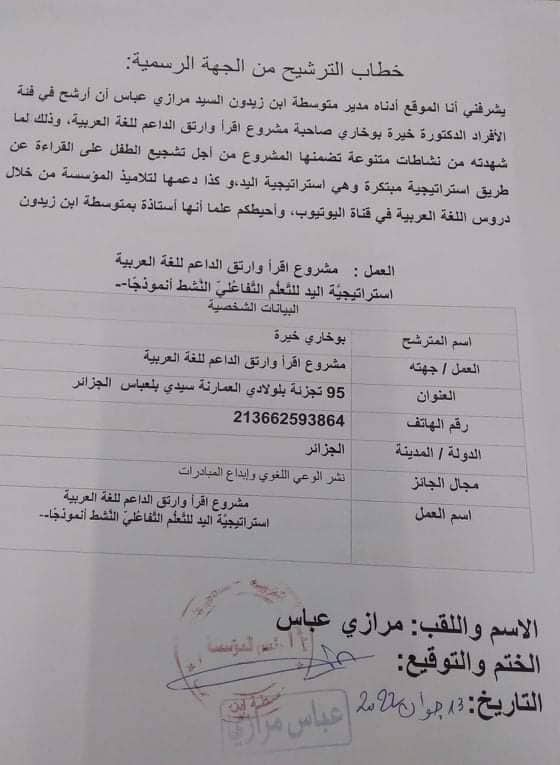 خطاب الترشيح من الجهة الرسمية:
يشرفني أنا الموقع أدناه مدير متوسطة ابن زيدون السيد مرازي عباس أن أرشح في فئة
الأفراد الدكتورة خيرة بوخاري صاحبة مشروع اقرأ وارتق الداعم للغة العربية، وذلك لما
شهدته من نشاطات متنوعة تضمنها المشروع من أجل تشجيع الطفل على القراءة عن
طريق استراتيجية مبتكرة وهي استراتيجية اليد،و كذا دعمها لتلاميذ المؤسسة من خلال
دروس اللغة العربية في قناة اليوتيوب، وأحيطكم علما أنها أستاذة بمتوسطة ابن زيدون
العمل : مشروع اقرأ وارتق الداعم للغة العربية
استراتيجيّة اليد للتّعلّم التّفاعليّ النّشط أنموذجًا--
البيانات الشخصية
اسم المترشح بوخاري خيرة
العمل / جهته مشروع اقرأ وارتق الداعم للغة العربية
العنوان 95 تجزئة بلولادي العمارنة سيدي بلعباس الجزائر
رقم الهاتف 213662593864
الدولة / المدينة الجزائر
مجال الجائز نشر الوعي اللغوي وإبداع المبادرات
اسم العمل مشروع اقرأ وارتق الداعم للغة العربية
استراتيجيّة اليد للتّعلّم التّفاعليّ النّشط أنموذجًا--
الاسم واللقب: مرازي عباس
الختم والتوقيع:
التاريخ: 13 جوان 2022
عباس مرازي